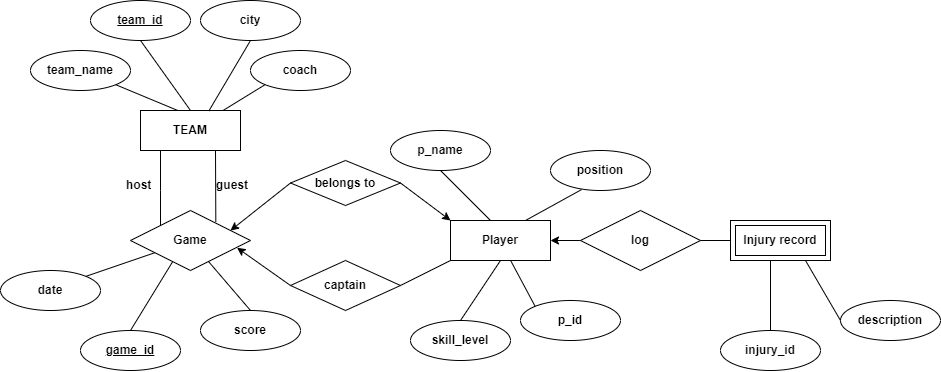 team_id
city
team_name
coach
TEAM
host
guest
belongs to
p_name
position
Game
Player
log
Injury record
date
captain
game_id
score
skill_level
p_id
injury_id
description